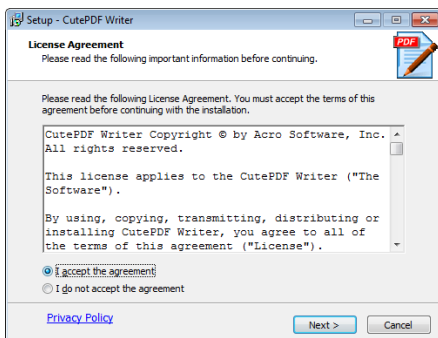 Setup - CutePDF Writer
License Agreement
Please read the following important information before continuing.
PDF
Please read the following License Agreement. You must accept the terms of this
agreement before continuing with the installation.
CutePDF Writer Copyright © by Acro Software, Inc.
All rights reserved.
This license applies to the CutePDF Writer ("The
Software").
By using, copying, transmitting, distributing or
installing CutePDF Writer, you agree to all of
the terms of this agreement ("License").
I accept the agreement
I do not accept the agreement
Privacy Policy
Next >
Cancel